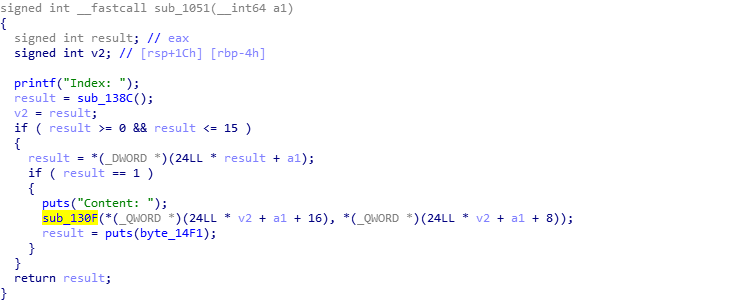 signed int __fastcall sub_1051(__int64 a1)
{
  signed int result; // eax
  signed int v2; // [rsp+1Ch] [rbp-4h]

  printf("Index: ");
  result = sub_138C();
  v2 = result;
  if ( result >= 0 && result <= 15 )
  {
    result = *(_DWORD *)(24LL * result + a1);
    if ( result == 1 )
    {
      puts("Content: ");
      sub_130F(*(_QWORD *)(24LL * v2 + a1 + 16), *(_QWORD *)(24LL * v2 + a1 + 8));
      result = puts(byte_14F1);
    }
  }
  return result;
}